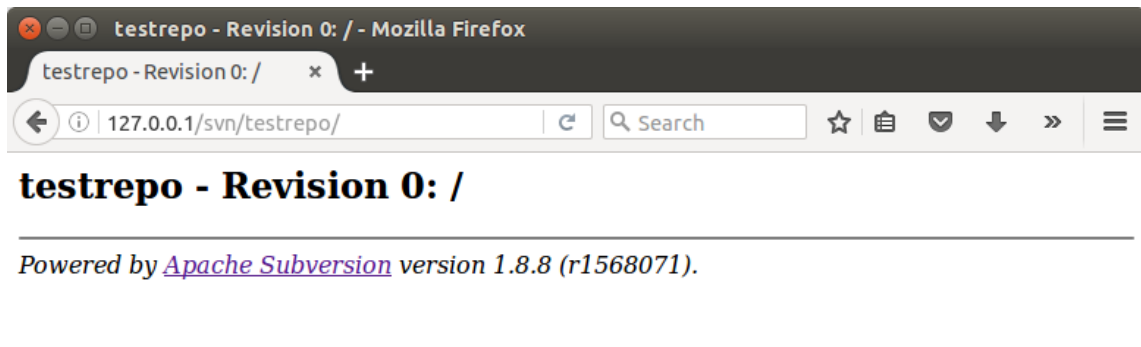 testrepo - Revision 0: / - Mozilla Firefox
testrepo - Revision 0: /
127.0.0.1/svn/testrepo/ Search
testrepo - Revision 0: /
Powered by Apache Subversion version 1.8.8 (r1568071).